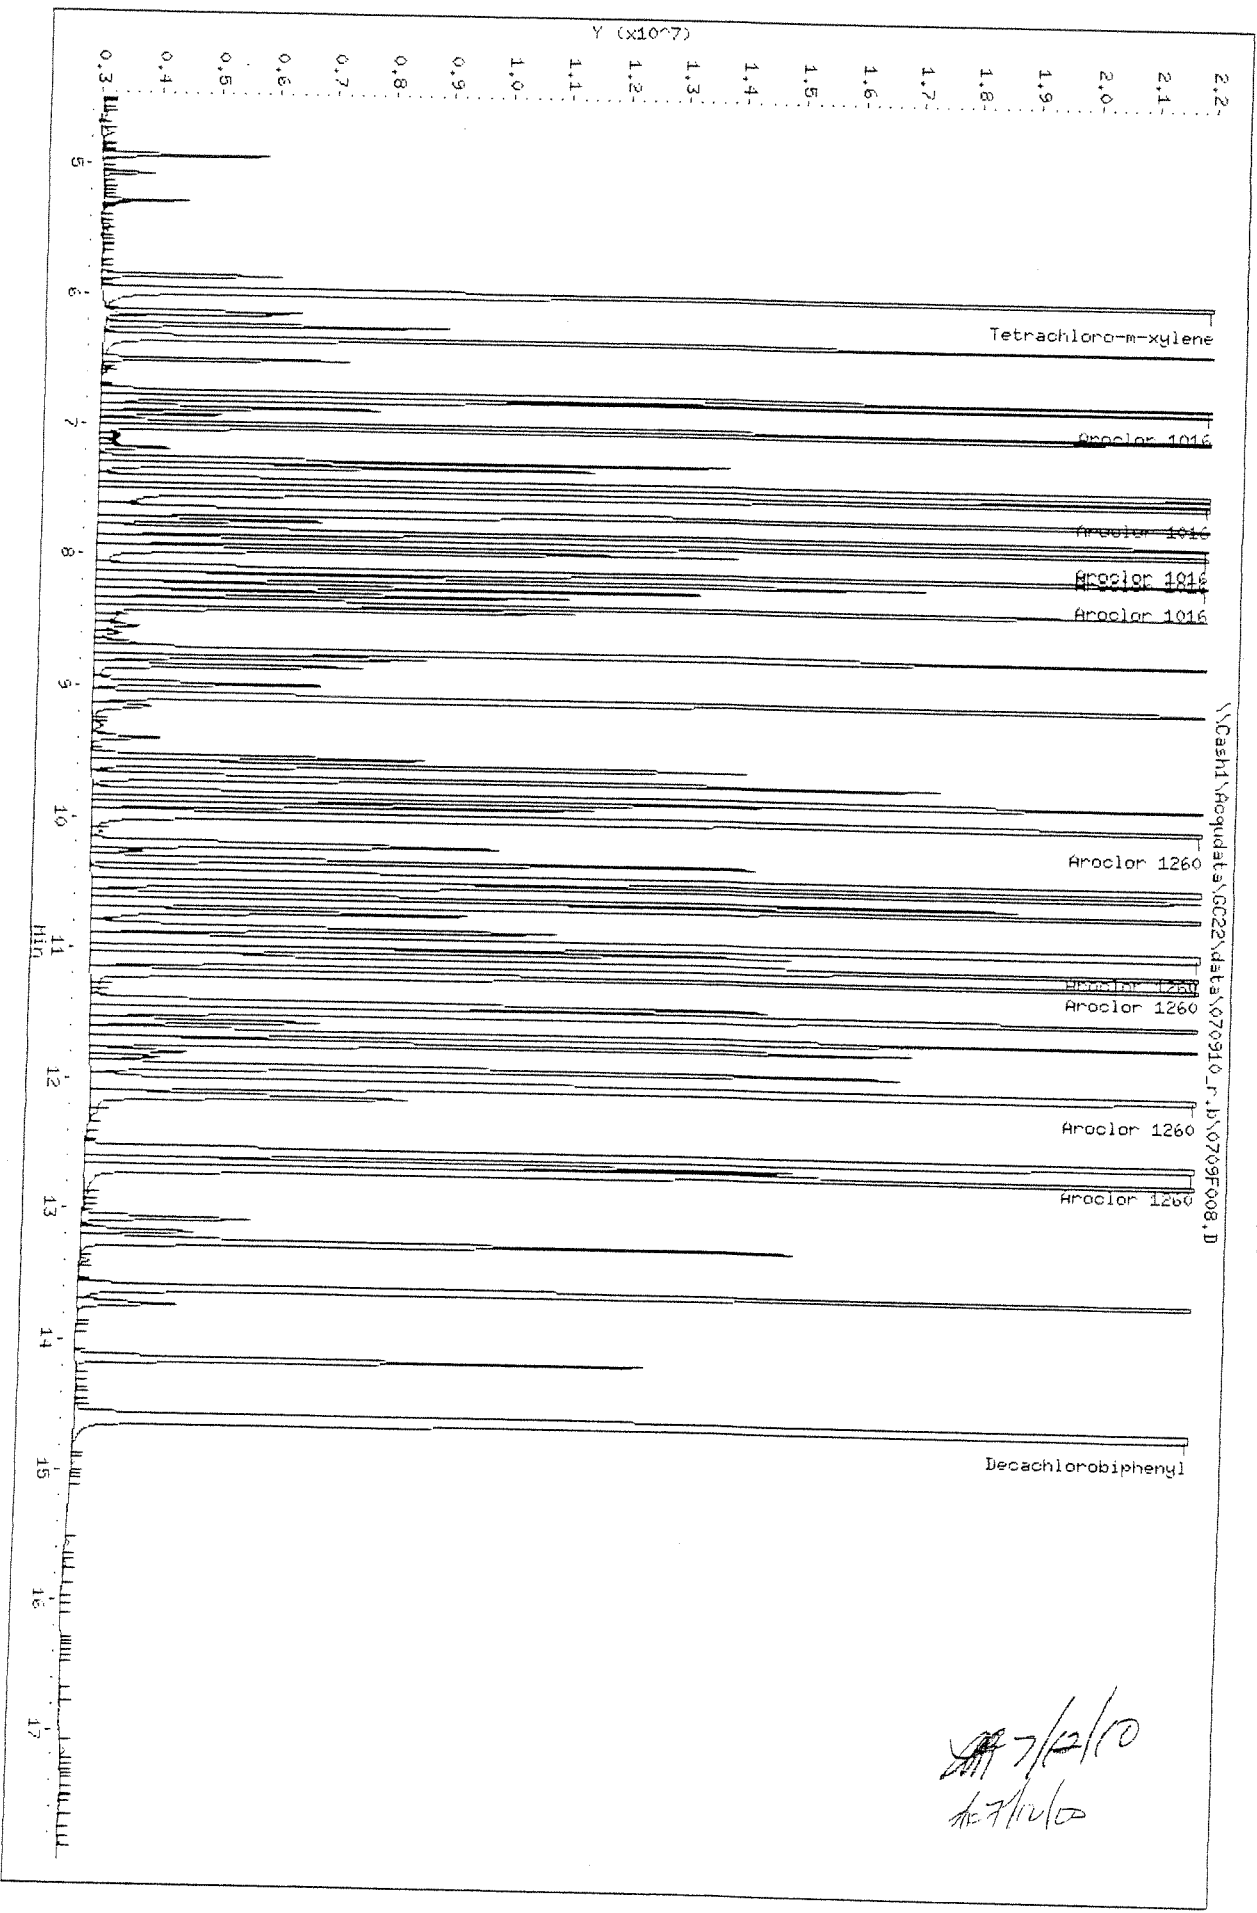 \\Cash1\Acqudata\GC22\data\070910_r.b\0709F008.D
Y (x10^7)
2.2
2.1
2.0
1.9
1.8
1.7
1.6
1.5
1.4
1.3
1.2
1.1
1.0
0.9
0.8
0.7
0.6
0.5
0.4
0.3
Tetrachloro-m-xylene
Aroclor 1016
Aroclor 1016
Aroclor 1016
Aroclor 1016
Aroclor 1260
Aroclor 1260
Aroclor 1260
Aroclor 1260
Aroclor 1260
Decachlorobiphenyl
5 6 7 8 9 10 11 12 13 14 15 16 17
Min
7/12/10
7/12/10